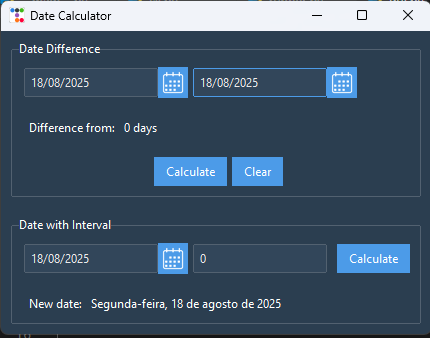 Date Calculator
Date Difference
18/08/2025 18/08/2025
Difference from: 0 days
Calculate Clear
Date with Interval
18/08/2025 0 Calculate
New date: Segunda-feira, 18 de agosto de 2025